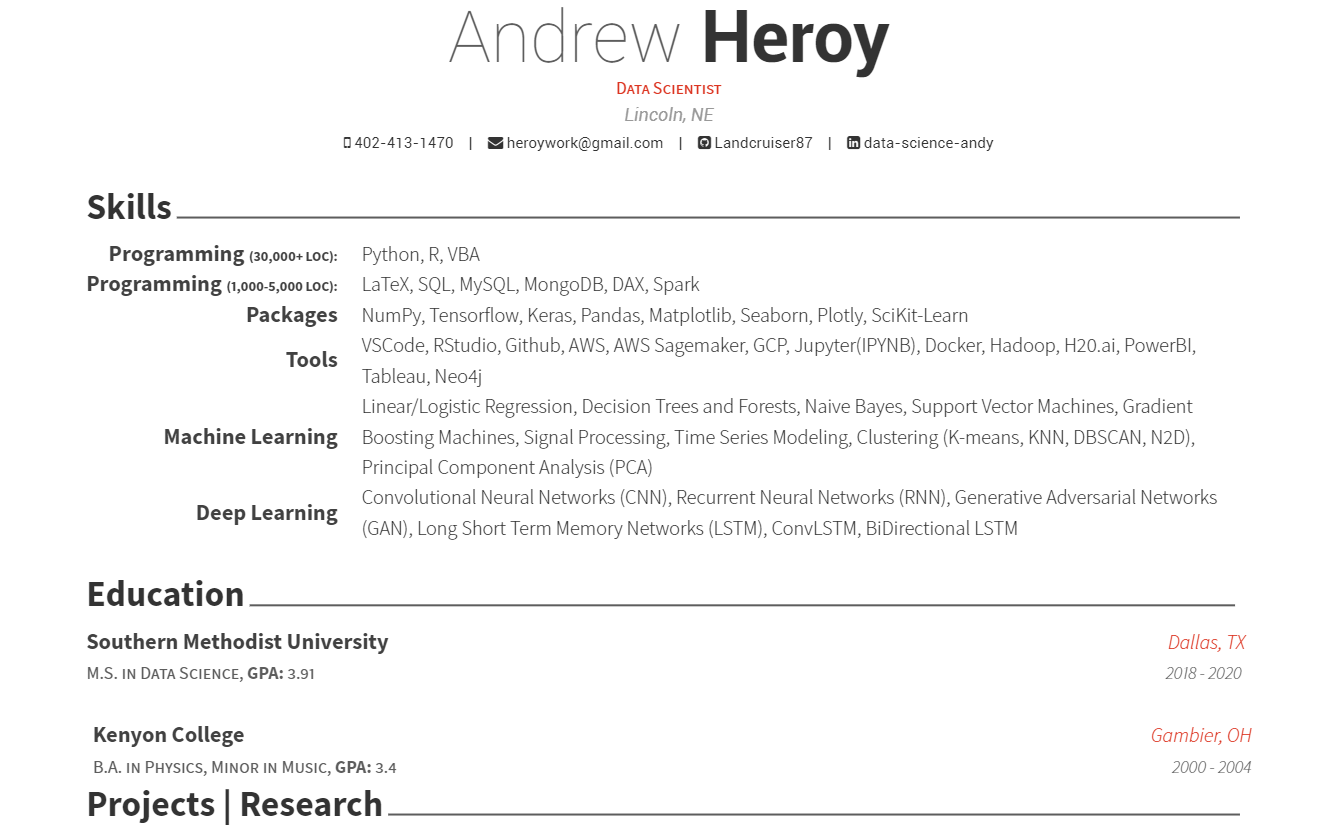 Andrew Heroy
Data Scientist
Lincoln, NE
402-413-1470 | heroywork@gmail.com | Landcruiser87 | data-science-andy
Skills
Programming (30,000+ LOC): Python, R, VBA
Programming (1,000-5,000 LOC): LaTeX, SQL, MySQL, MongoDB, DAX, Spark
Packages NumPy, Tensorflow, Keras, Pandas, Matplotlib, Seaborn, Plotly, SciKit-Learn
Tools VSCode, RStudio, Github, AWS, AWS Sagemaker, GCP, Jupyter(IPYNB), Docker, Hadoop, H20.ai, PowerBI,
Tableau, Neo4j
Linear/Logistic Regression, Decision Trees and Forests, Naive Bayes, Support Vector Machines, Gradient
Machine Learning Boosting Machines, Signal Processing, Time Series Modeling, Clustering (K-means, KNN, DBSCAN, N2D),
Principal Component Analysis (PCA)
Deep Learning Convolutional Neural Networks (CNN), Recurrent Neural Networks (RNN), Generative Adversarial Networks
(GAN), Long Short Term Memory Networks (LSTM), ConvLSTM, BiDirectional LSTM
Education
Southern Methodist University Dallas, TX
M.S. in Data Science, GPA: 3.91 2018 - 2020
Kenyon College Gambier, OH
B.A. in Physics, Minor in Music, GPA: 3.4 2000 - 2004
Projects | Research